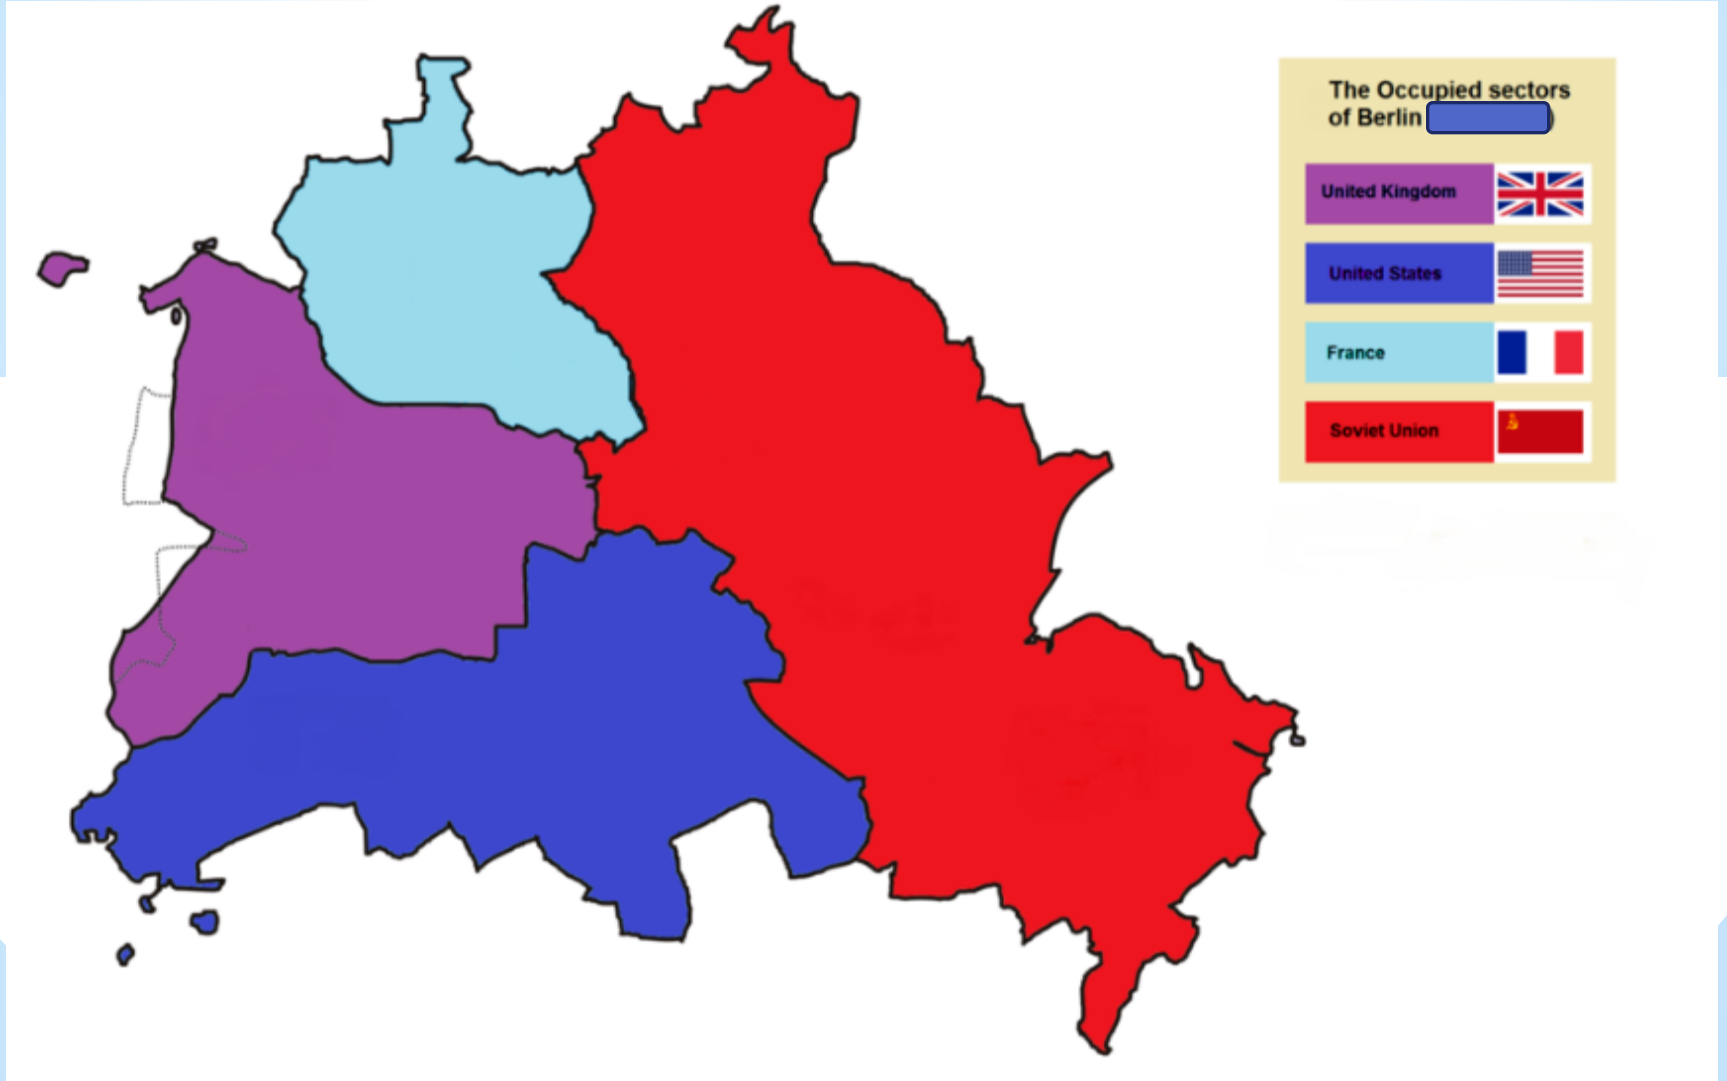 The Occupied sectors
of Berlin
United Kingdom
United States
France
Soviet Union